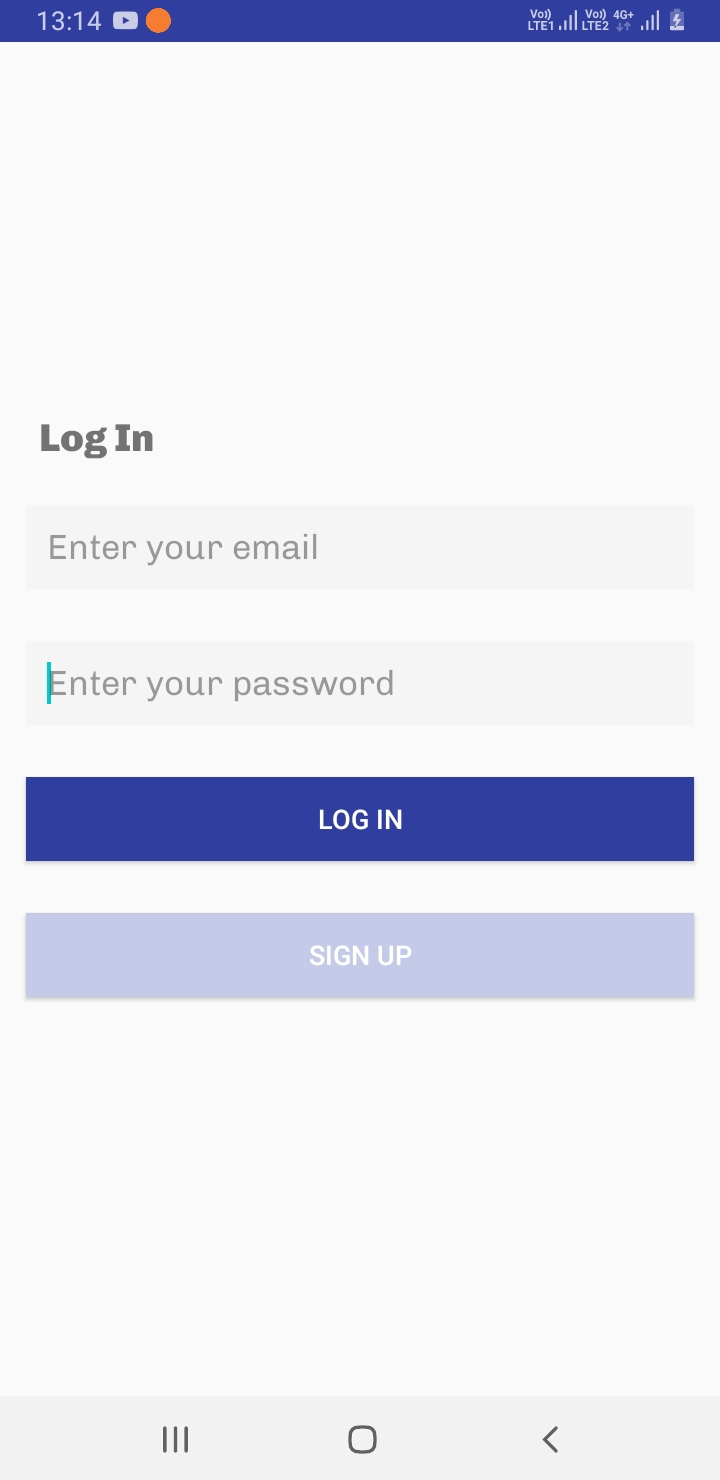 13:14
Vo)) LTE1 Vo)) LTE2 4G+
Log In
Enter your email
Enter your password
LOG IN
SIGN UP